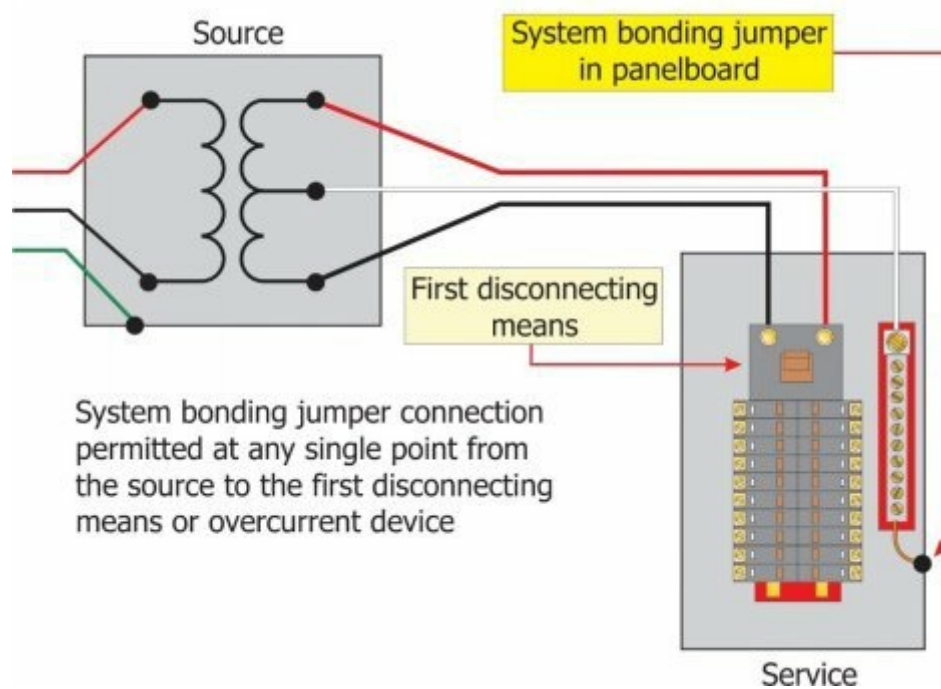 Source
System bonding jumper
in panelboard
First disconnecting
means
System bonding jumper connection
permitted at any single point from
the source to the first disconnecting
means or overcurrent device
Service